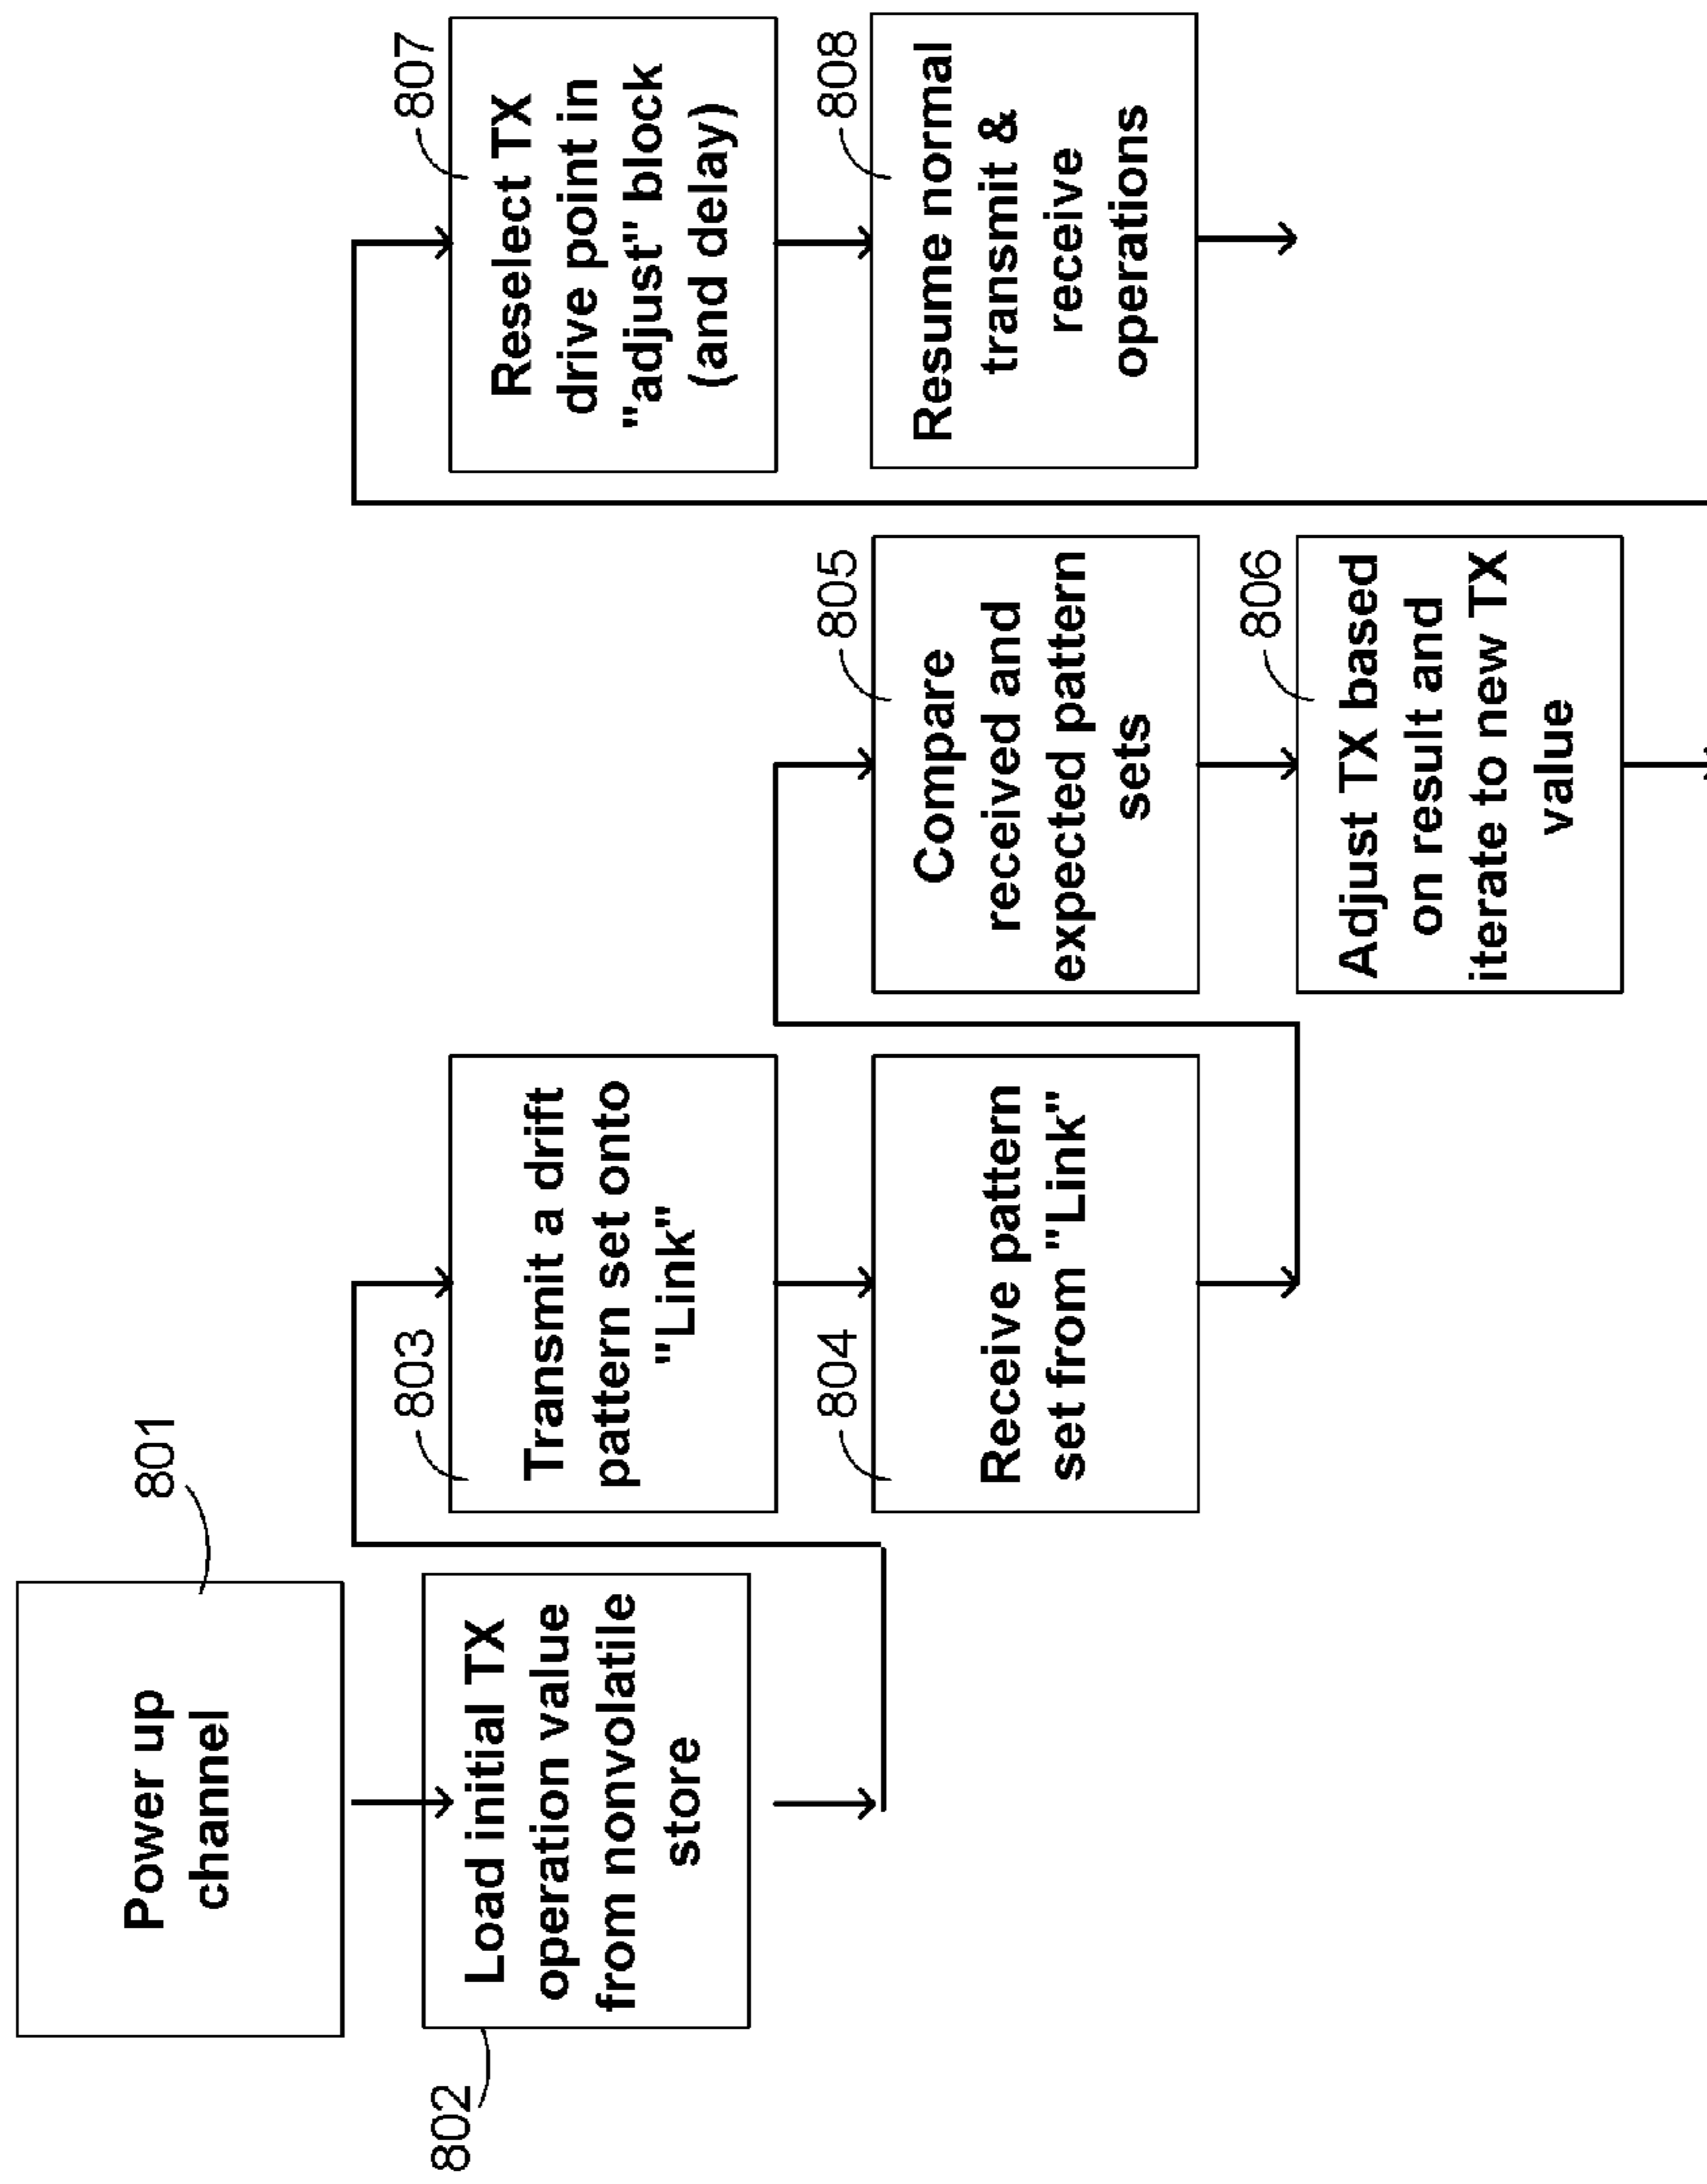 801
Power up
channel
802
Load initial TX
operation value
from nonvolatile
store
803
Transmit a drift
pattern set onto
"Link"
804
Receive pattern
set from "Link"
805
Compare
received and
expected pattern
sets
806
Adjust TX based
on result and
iterate to new TX
value
807
Reselect TX
drive point in
"adjust" block
(and delay)
808
Resume normal
transmit &
receive
operations